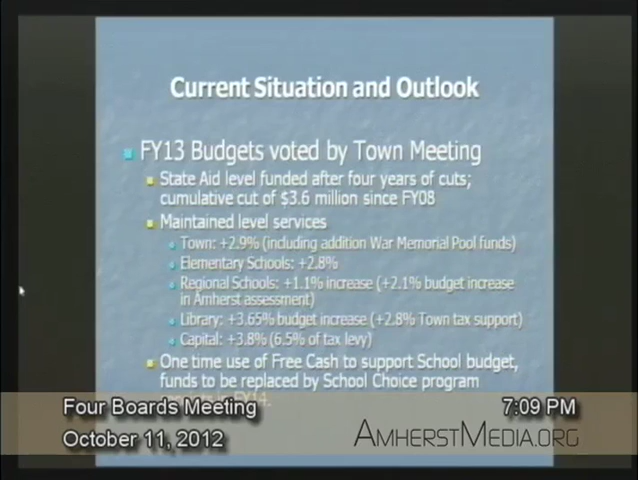 Current Situation and Outlook
FY13 Budgets voted by Town Meeting
State Aid level funded after four years of cuts;
cumulative cut of $3.6 million since FY08
Maintained level services
Town: +2.9% (including addition War Memorial Pool funds)
Elementary Schools: +2.8%
Regional Schools: +1.1% increase (+2.1% budget increase
in Amherst assessment)
Library: +3.65% budget increase (+2.8% Town tax support)
Capital: +3.8% (6.5% of tax levy)
One time use of Free Cash to support School budget,
funds to be replaced by School Choice program
Four Boards Meeting
7:09 PM
October 11, 2012
AMHERSTMEDIA.ORG